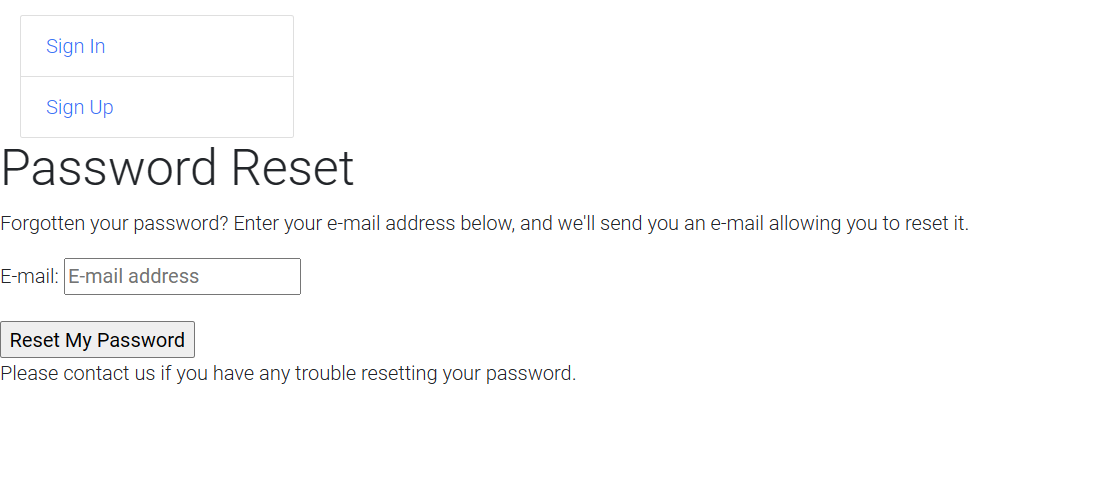 Sign In
Sign Up
Password Reset
Forgotten your password? Enter your e-mail address below, and we'll send you an e-mail allowing you to reset it.
E-mail: E-mail address
Reset My Password
Please contact us if you have any trouble resetting your password.